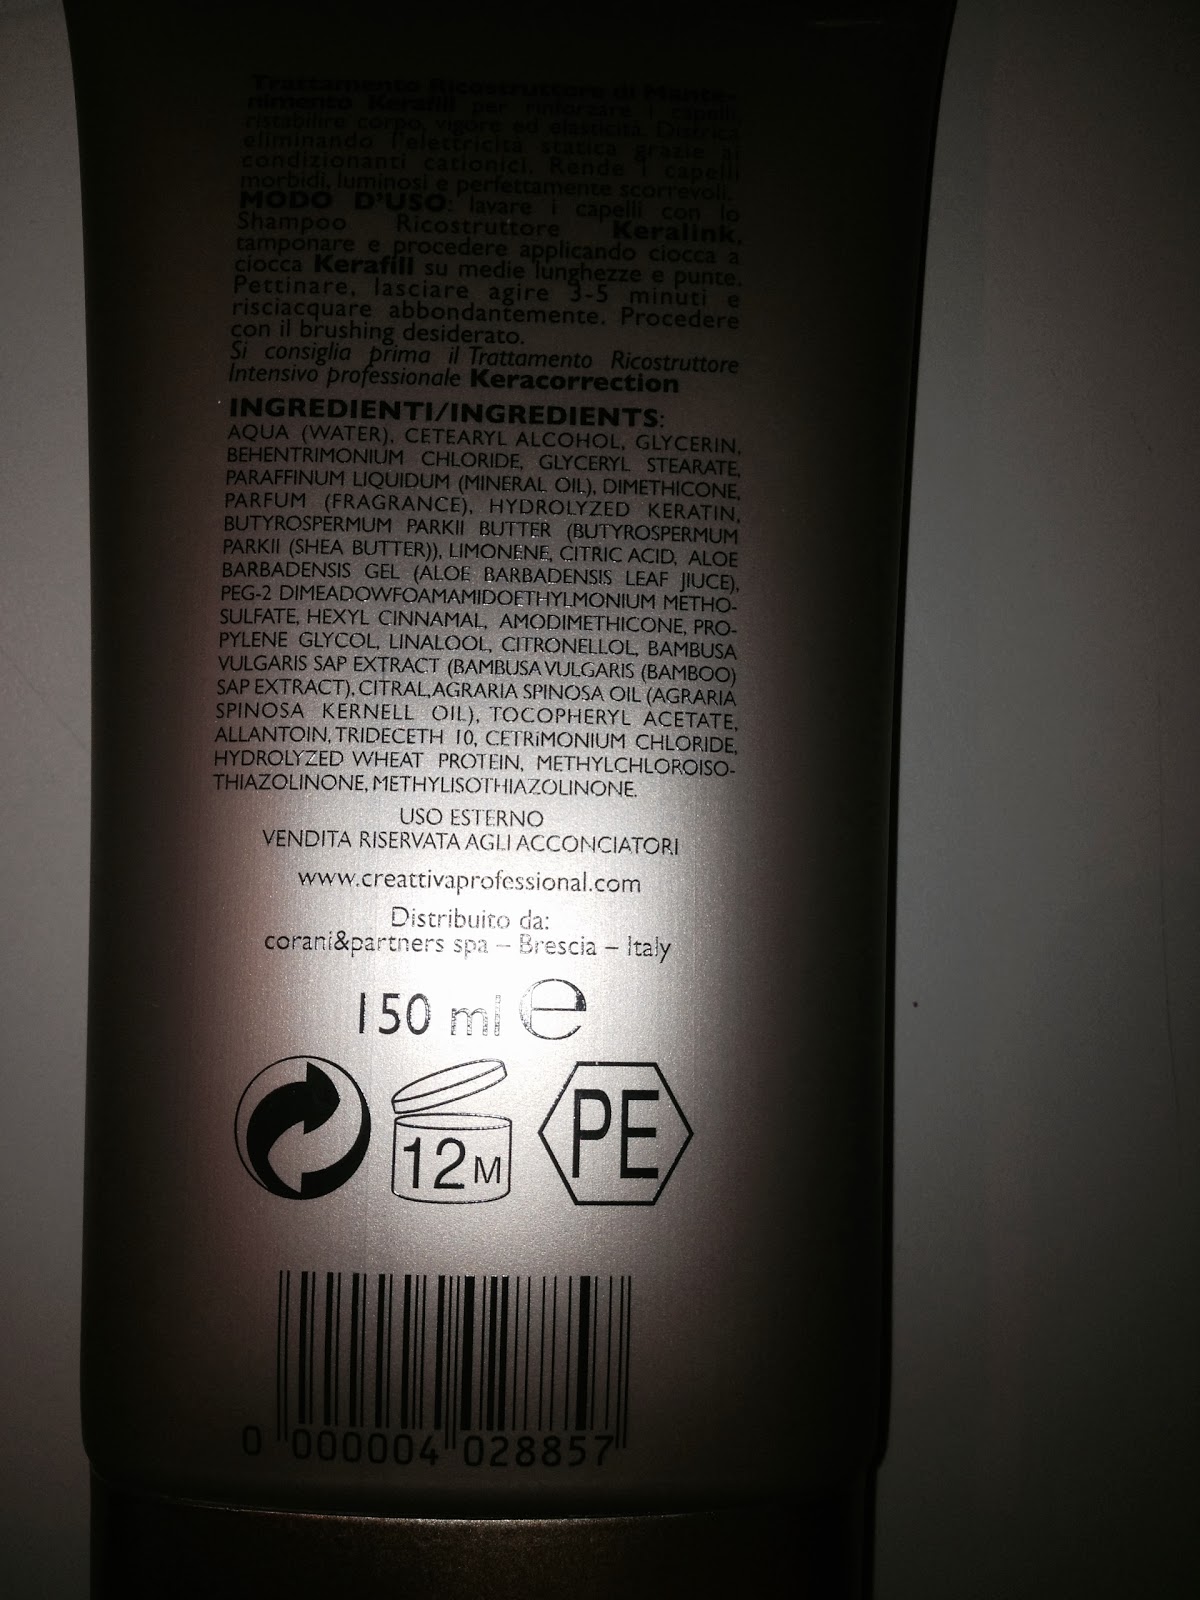 Trattamento Ricostruttore di Mante-
nimento Kerafill per rinforzare i capelli,
ristabilire corpo, vigore ed elasticità. Districa
eliminando l'elettricità statica grazie ai
condizionanti cationici. Rende i capelli
morbidi, luminosi e perfettamente scorrevoli.
MODO D'USO: lavare i capelli con lo
Shampoo Ricostruttore Keralink,
tamponare e procedere applicando ciocca a
ciocca Kerafill su medie lunghezze e punte.
Pettinare, lasciare agire 3-5 minuti e
risciacquare abbondantemente. Procedere
con il brushing desiderato.
Si consiglia prima il Trattamento Ricostruttore
Intensivo professionale Keracorrection
INGREDIENTI/INGREDIENTS:
AQUA (WATER), CETEARYL ALCOHOL, GLYCERIN,
BEHENTRIMONIUM CHLORIDE, GLYCERYL STEARATE,
PARAFFINUM LIQUIDUM (MINERAL OIL), DIMETHICONE,
PARFUM (FRAGRANCE), HYDROLYZED KERATIN,
BUTYROSPERMUM PARKII BUTTER (BUTYROSPERMUM
PARKII (SHEA BUTTER)), LIMONENE, CITRIC ACID, ALOE
BARBADENSIS GEL (ALOE BARBADENSIS LEAF JIUCE),
PEG-2 DIMEADOWFOAMAMIDOETHYLMONIUM METHO-
SULFATE, HEXYL CINNAMAL, AMODIMETHICONE, PRO-
PYLENE GLYCOL, LINALOOL, CITRONELLOL, BAMBUSA
VULGARIS SAP EXTRACT (BAMBUSA VULGARIS (BAMBOO)
SAP EXTRACT), CITRAL, AGRARIA SPINOSA OIL (AGRARIA
SPINOSA KERNELL OIL), TOCOPHERYL ACETATE,
ALLANTOIN, TRIDECETH 10, CETRiMONIUM CHLORIDE,
HYDROLYZED WHEAT PROTEIN, METHYLCHLOROISO-
THIAZOLINONE, METHYLISOTHIAZOLINONE.
USO ESTERNO
VENDITA RISERVATA AGLI ACCONCIATORI
www.creattivaprofessional.com
Distribuito da:
corani&partners spa – Brescia – Italy
150 ml e
12M
PE
0 000004 028857